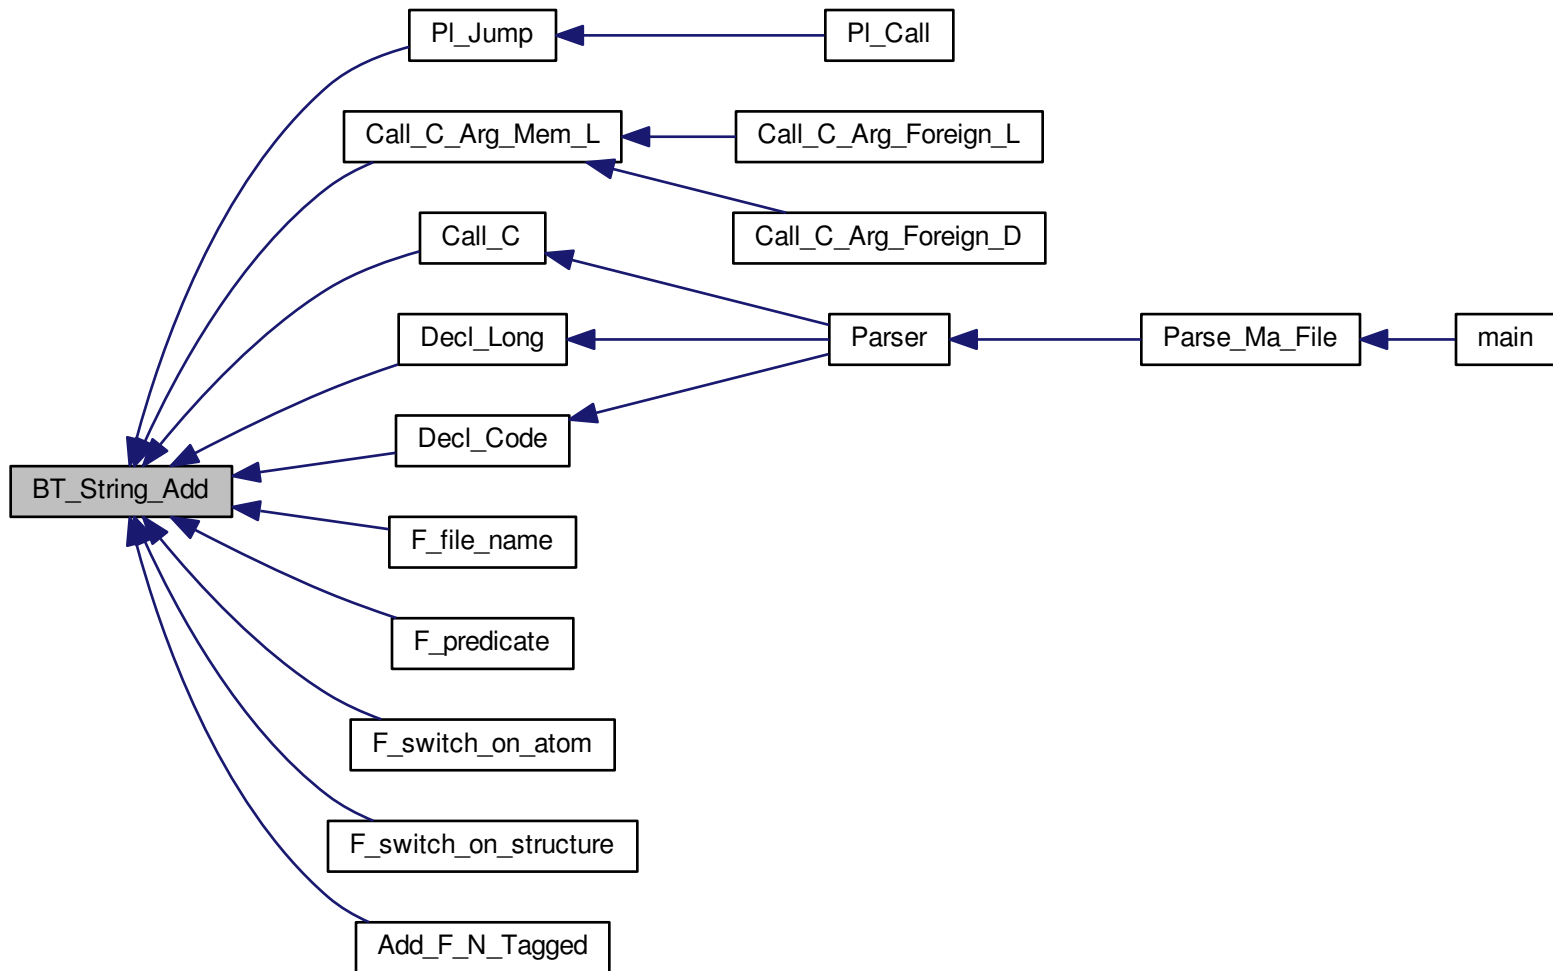 Pl_Jump
Pl_Call
Call_C_Arg_Mem_L
Call_C_Arg_Foreign_L
Call_C
Call_C_Arg_Foreign_D
Decl_Long
Parser
Parse_Ma_File
main
Decl_Code
BT_String_Add
F_file_name
F_predicate
F_switch_on_atom
F_switch_on_structure
Add_F_N_Tagged